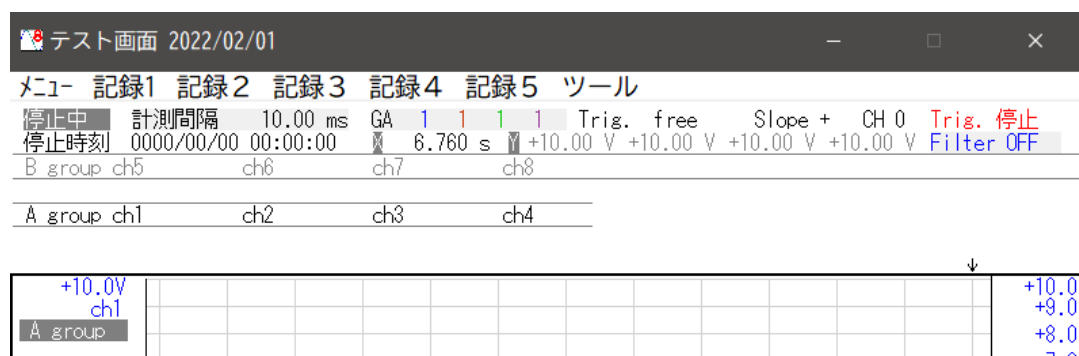 テスト画面 2022/02/01
メニュー 記録1 記録2 記録3 記録4 記録5 ツール
停止中 計測間隔 10.00 ms GA 1 1 1 1 Trig. free Slope + CH 0 Trig. 停止
停止時刻 0000/00/00 00:00:00 X 6.760 s Y +10.00 V +10.00 V +10.00 V +10.00 V Filter OFF
B group ch5 ch6 ch7 ch8
A group ch1 ch2 ch3 ch4
+10.0V +10.0
ch1 +9.0
A group +8.0